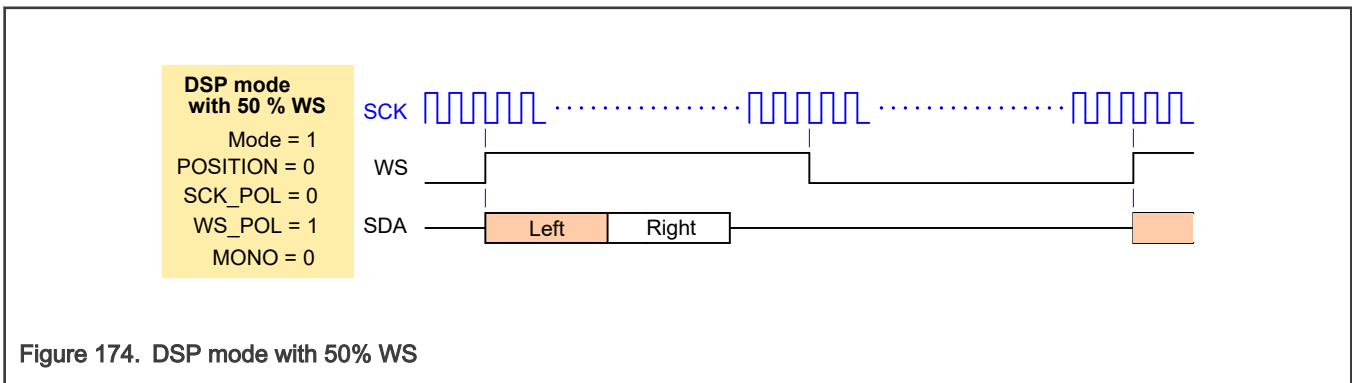 DSP mode
with 50 % WS
Mode = 1
POSITION = 0
SCK_POL = 0
WS_POL = 1
MONO = 0
SCK
WS
SDA
Left
Right
Figure 174. DSP mode with 50% WS